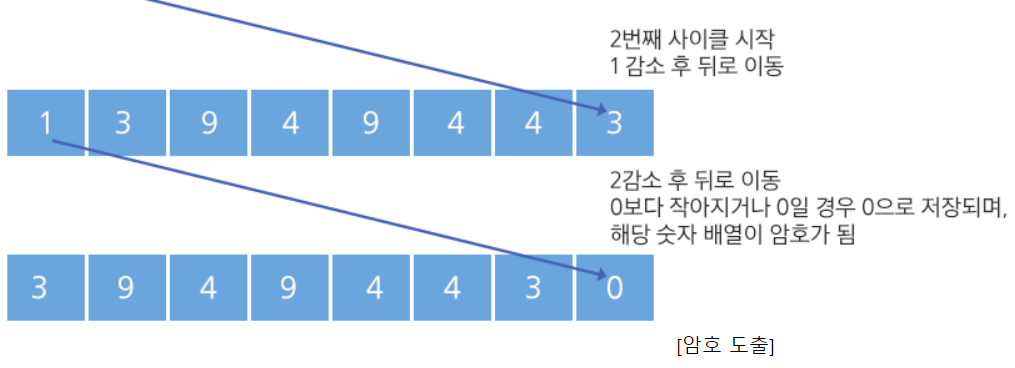 2번째 사이클 시작
1 감소 후 뒤로 이동
1 3 9 4 9 4 4 3
2감소 후 뒤로 이동
0보다 작아지거나 0일 경우 0으로 저장되며,
해당 숫자 배열이 암호가 됨
3 9 4 9 4 4 3 0
[암호 도출]